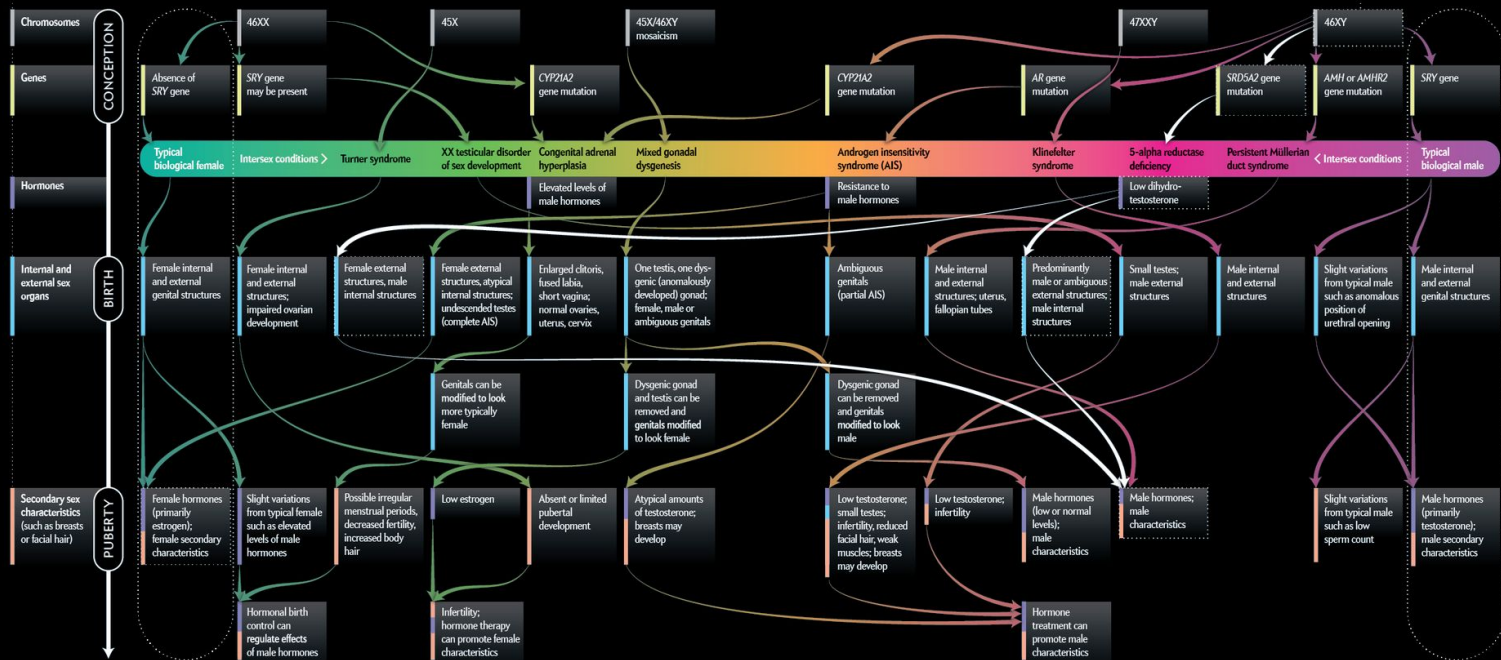 Chromosomes
46XX
45X
45X/46XY
mosaicism
47XXY
46XY
CONCEPTION
Genes
Absence of
SRY gene
SRY gene
may be present
CYP21A2
gene mutation
CYP21A2
gene mutation
AR gene
mutation
SRD5A2 gene
mutation
AMH or AMHR2
gene mutation
SRY gene
Typical
biological female
Intersex conditions >
Turner syndrome
XX testicular disorder
of sex development
Congenital adrenal
hyperplasia
Mixed gonadal
dysgenesis
Androgen insensitivity
syndrome (AIS)
Klinefelter
syndrome
5-alpha reductase
deficiency
Persistent Müllerian
duct syndrome
< Intersex conditions
Typical
biological male
Hormones
Elevated levels of
male hormones
Resistance to
male hormones
Low dihydro-
testosterone
BIRTH
Internal and
external sex
organs
Female internal
and external
genital structures
Female internal
and external
structures;
impaired ovarian
development
Female external
structures, male
internal structures
Female external
structures, atypical
internal structures;
undescended testes
(complete AIS)
Enlarged clitoris,
fused labia,
short vagina;
normal ovaries,
uterus, cervix
One testis, one dys-
genic (anomalously
developed) gonad;
female, male or
ambiguous genitals
Ambiguous
genitals
(partial AIS)
Male internal
and external
structures; uterus,
fallopian tubes
Predominantly
male or ambiguous
external structures;
male internal
structures
Small testes;
male external
structures
Male internal
and external
structures
Slight variations
from typical male
such as anomalous
position of
urethral opening
Male internal
and external
genital structures
Genitals can be
modified to look
more typically
female
Dysgenic gonad
and testis can be
removed and
genitals modified
to look female
Dysgenic gonad
can be removed
and genitals
modified to look
male
PUBERTY
Secondary sex
characteristics
(such as breasts
or facial hair)
Female hormones
(primarily
estrogen);
female secondary
characteristics
Slight variations
from typical female
such as elevated
levels of male
hormones
Possible irregular
menstrual periods,
decreased fertility,
increased body
hair
Low estrogen
Absent or limited
pubertal
development
Atypical amounts
of testosterone;
breasts may
develop
Low testosterone;
small testes;
infertility, reduced
facial hair, weak
muscles; breasts
may develop
Low testosterone;
infertility
Male hormones
(low or normal
levels);
male
characteristics
Male hormones;
male
characteristics
Slight variations
from typical male
such as low
sperm count
Male hormones
(primarily
testosterone);
male secondary
characteristics
Hormonal birth
control can
regulate effects
of male hormones
Infertility;
hormone therapy
can promote female
characteristics
Hormone
treatment can
promote male
characteristics